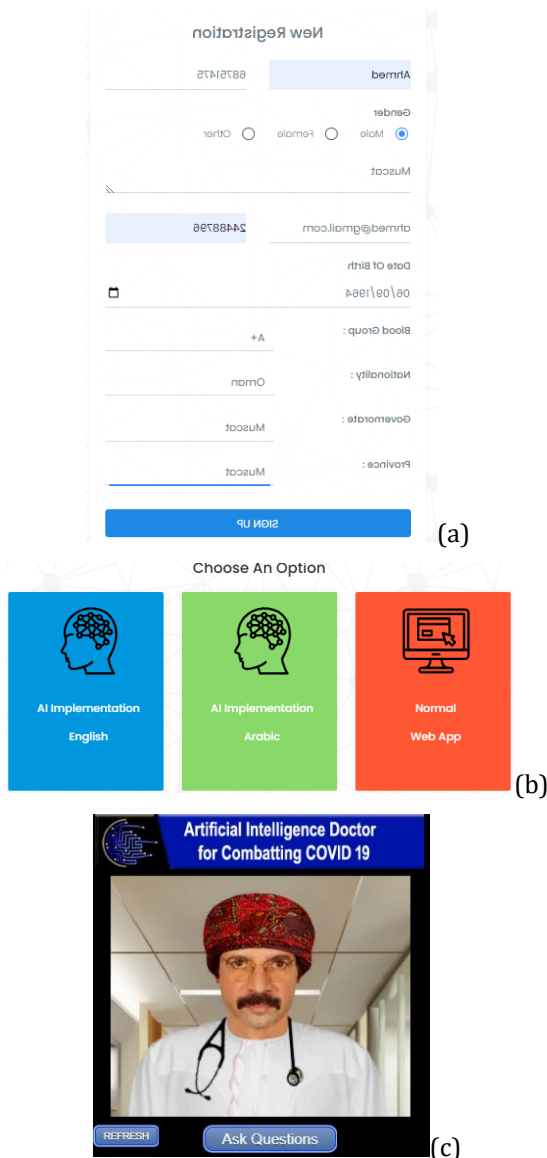 New Registration
Ahmed 68751475
Gender
Male Female Other
Muscat
ahmed@gmail.com 24488796
Date Of Birth
06/09/1964
Blood Group : A+
Nationality : Oman
Governorate : Muscat
Province : Muscat
SIGN UP
(a)
Choose An Option
AI Implementation English
AI Implementation Arabic
Normal Web App
(b)
Artificial Intelligence Doctor
for Combatting COVID 19
REFRESH Ask Questions
(c)